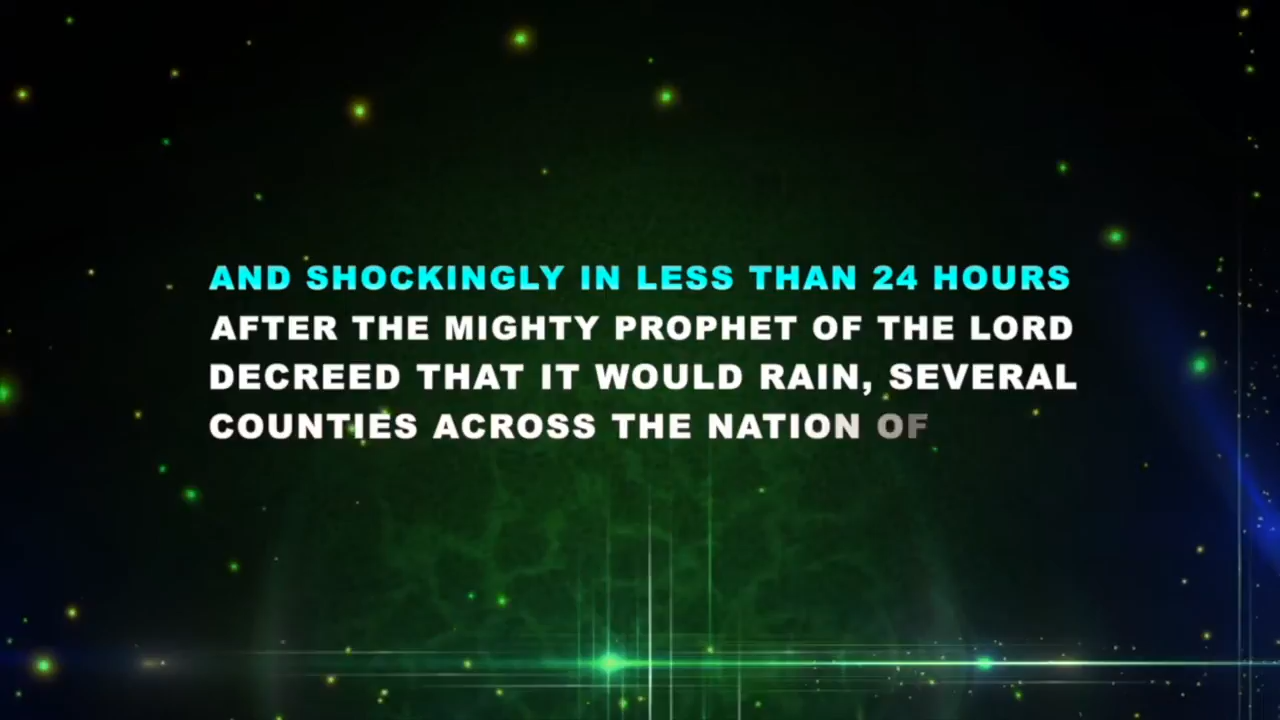 AND SHOCKINGLY IN LESS THAN 24 HOURS
AFTER THE MIGHTY PROPHET OF THE LORD
DECREED THAT IT WOULD RAIN, SEVERAL
COUNTIES ACROSS THE NATION OF